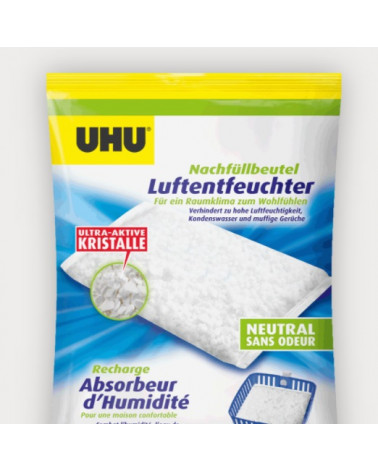 UHU®
Nachfüllbeutel
Luftentfeuchter
Für ein Raumklima zum Wohlfühlen
Verhindert zu hohe Luftfeuchtigkeit,
Kondenswasser und muffige Gerüche
ULTRA-AKTIVE
KRISTALLE
NEUTRAL
SANS ODEUR
Recharge
Absorbeur
d'Humidité
Pour une maison confortable